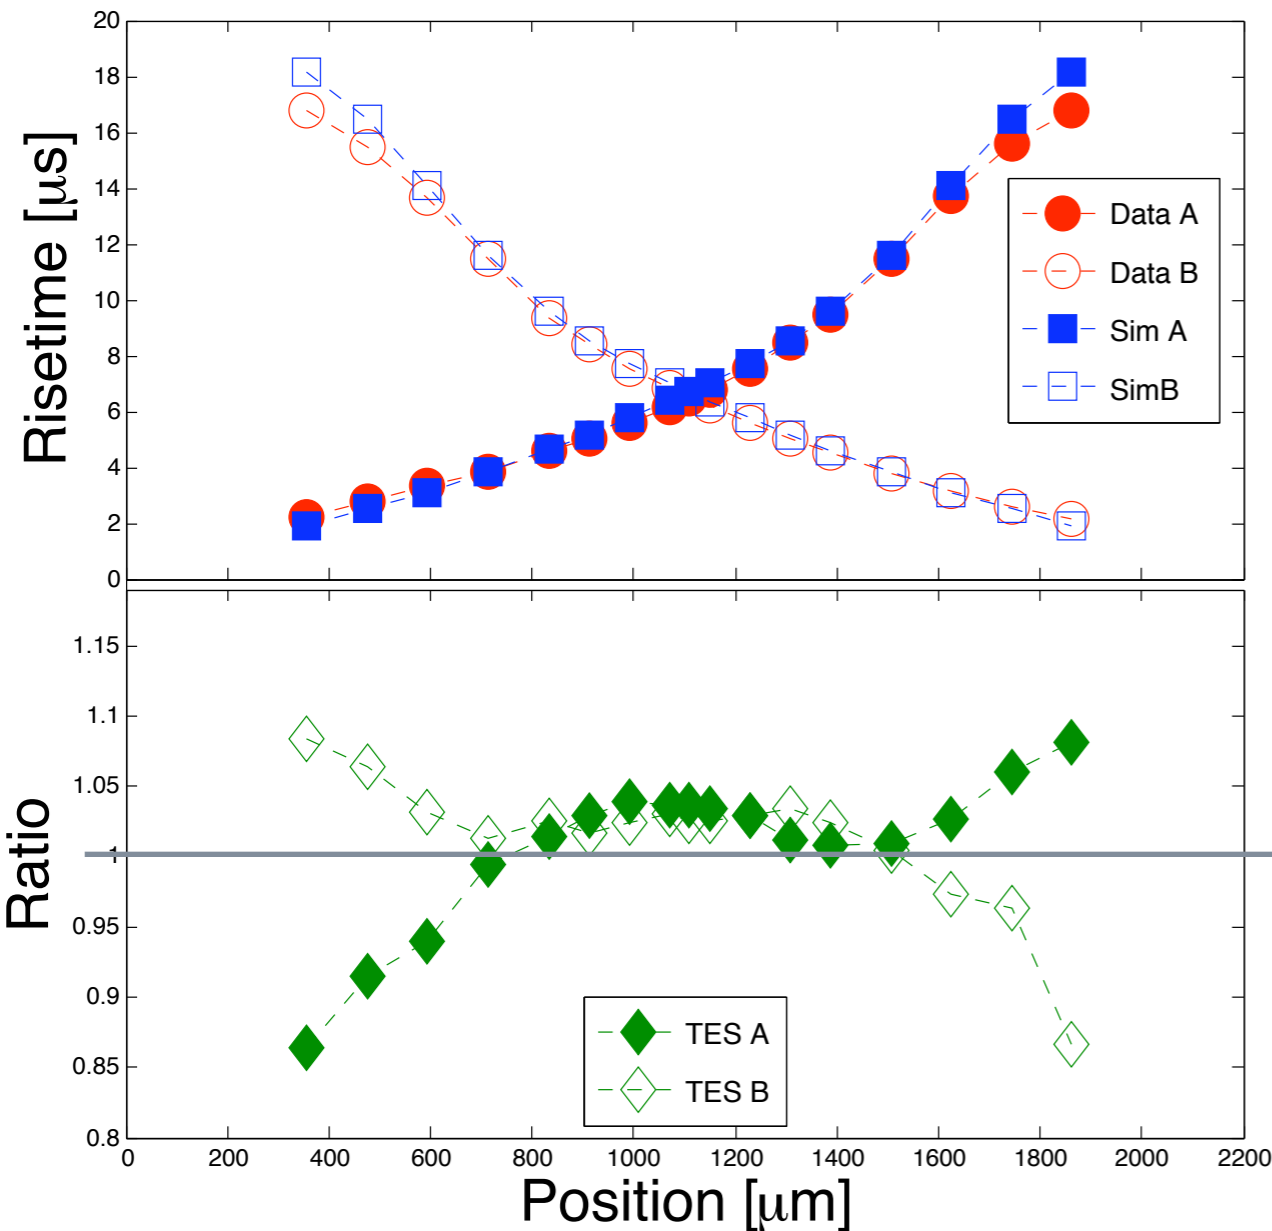 20
18
16
14
12
10
8
6
4
2
0
Risetime [μs]
Data A
Data B
Sim A
SimB
1.15
1.1
1.05
1
0.95
0.9
0.85
0.8
Ratio
TES A
TES B
0 200 400 600 800 1000 1200 1400 1600 1800 2000 2200
Position [μm]